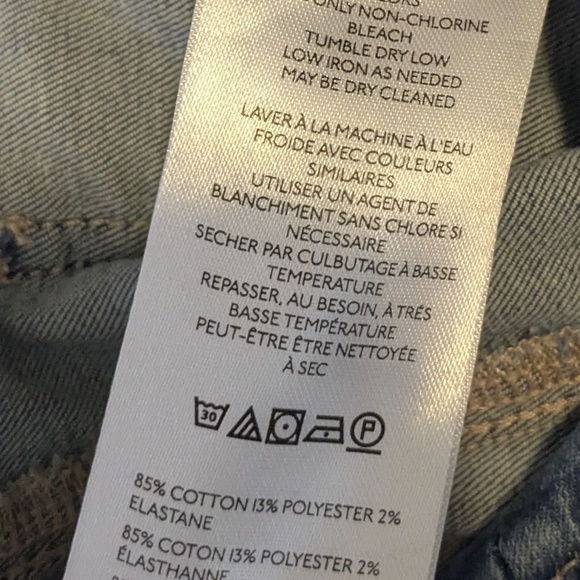 ONLY NON-CHLORINE
BLEACH
TUMBLE DRY LOW
LOW IRON AS NEEDED
MAY BE DRY CLEANED
LAVER À LA MACHINE À L'EAU
FROIDE AVEC COULEURS
SIMILAIRES
UTILISER UN AGENT DE
BLANCHIMENT SANS CHLORE SI
NÉCESSAIRE
SECHER PAR CULBUTAGE À BASSE
TEMPERATURE
REPASSER, AU BESOIN, À TRÉS
BASSE TEMPÉRATURE
PEUT-ÊTRE ÊTRE NETTOYÉE
À SEC
30 P
85% COTTON 13% POLYESTER 2%
ELASTANE
85% COTON 13% POLYESTER 2%
ÉLASTHANNE